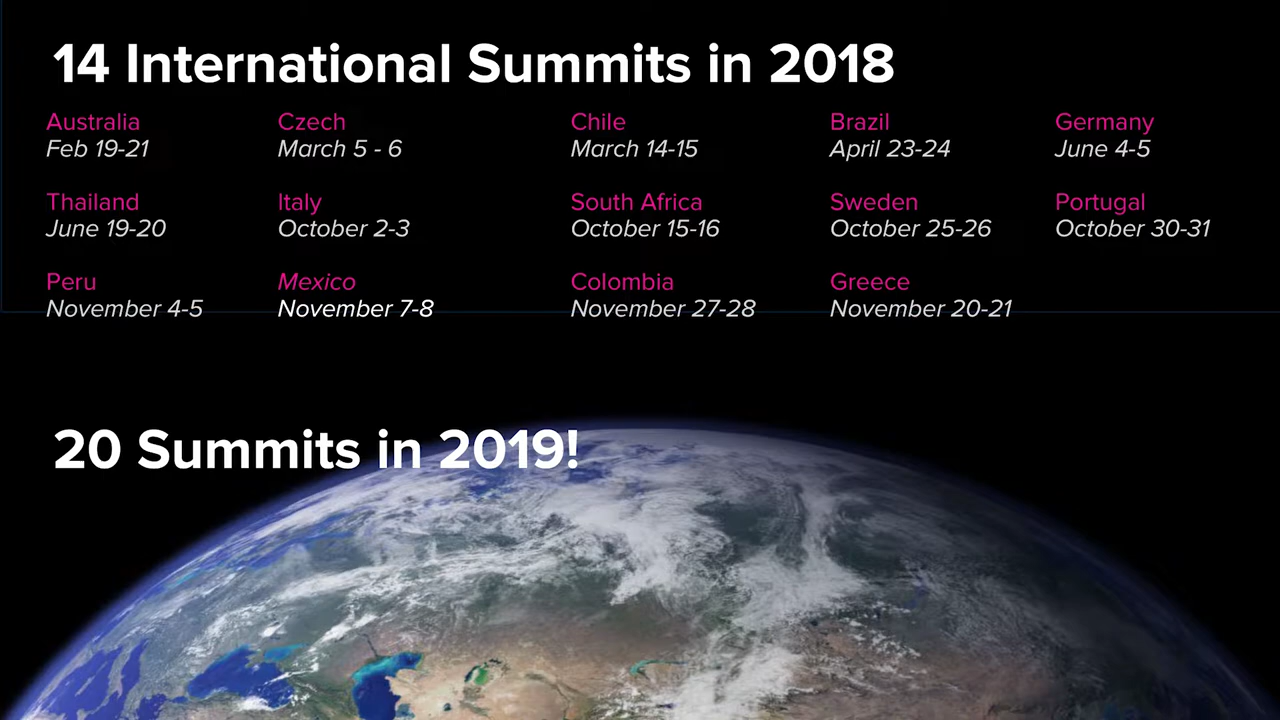 14 International Summits in 2018
Australia
Feb 19-21
Czech
March 5 - 6
Chile
March 14-15
Brazil
April 23-24
Germany
June 4-5
Thailand
June 19-20
Italy
October 2-3
South Africa
October 15-16
Sweden
October 25-26
Portugal
October 30-31
Peru
November 4-5
Mexico
November 7-8
Colombia
November 27-28
Greece
November 20-21
20 Summits in 2019!